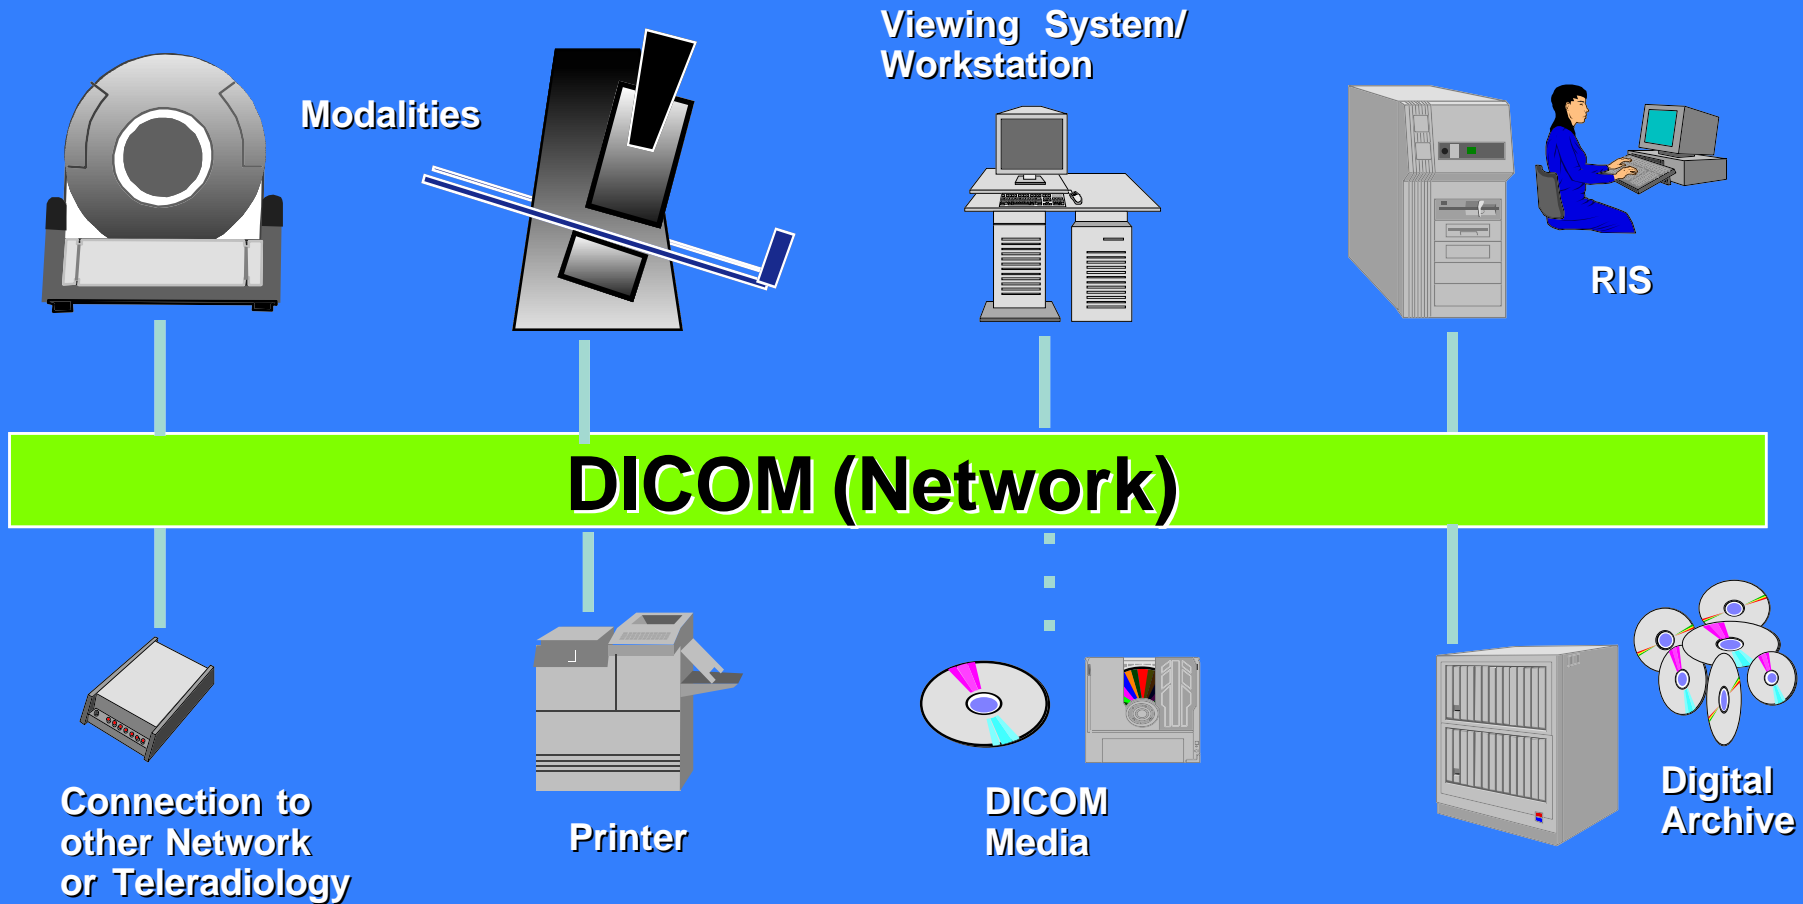 Viewing System/
Workstation
Modalities
RIS
DICOM (Network)
Connection to
other Network
or Teleradiology
Printer
DICOM
Media
Digital
Archive